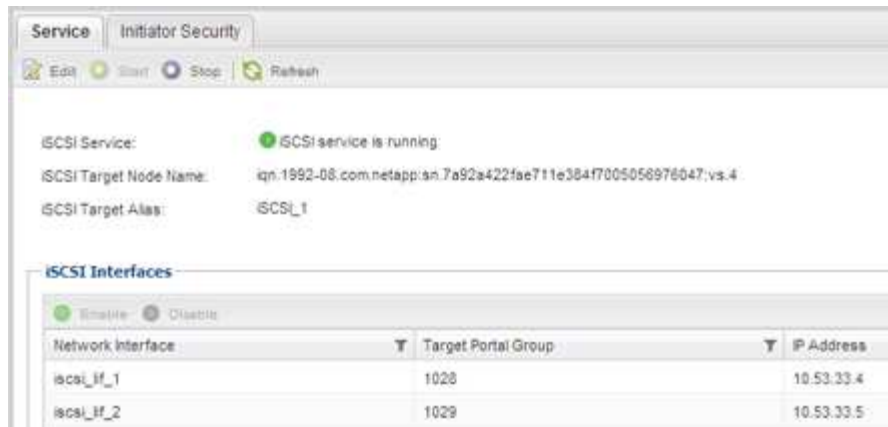 Service Initiator Security
Edit Start Stop Refresh
iSCSI Service: iSCSI service is running
iSCSI Target Node Name: iqn.1992-08.com.netapp:sn.7a92a422fae711e384f7005056976047:vs.4
iSCSI Target Alias: iSCSI_1
iSCSI Interfaces
Enable Disable
Network Interface Target Portal Group IP Address
iscsi_lif_1 1028 10.53.33.4
iscsi_lif_2 1029 10.53.33.5